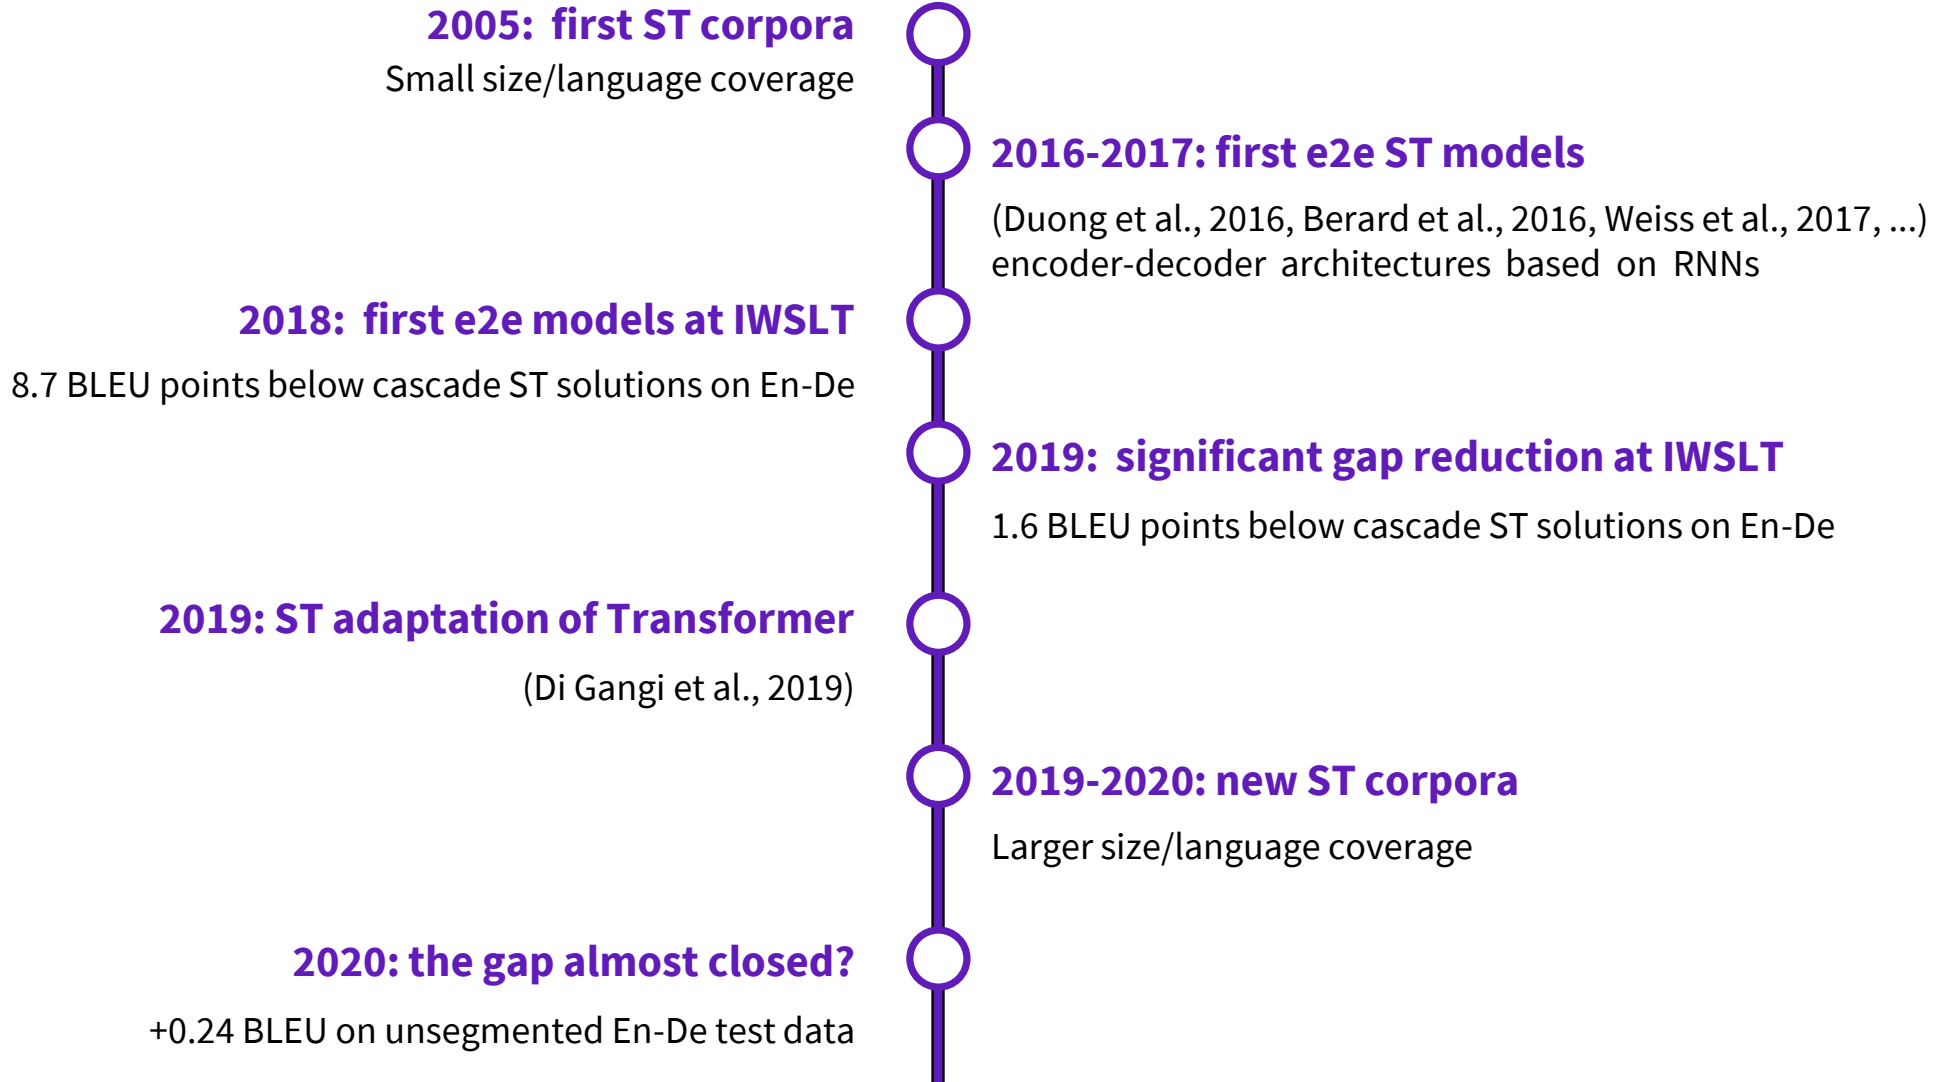 2005: first ST corpora
Small size/language coverage
2016-2017: first e2e ST models
(Duong et al., 2016, Berard et al., 2016, Weiss et al., 2017, ...)
encoder-decoder architectures based on RNNs
2018: first e2e models at IWSLT
8.7 BLEU points below cascade ST solutions on En-De
2019: significant gap reduction at IWSLT
1.6 BLEU points below cascade ST solutions on En-De
2019: ST adaptation of Transformer
(Di Gangi et al., 2019)
2019-2020: new ST corpora
Larger size/language coverage
2020: the gap almost closed?
+0.24 BLEU on unsegmented En-De test data